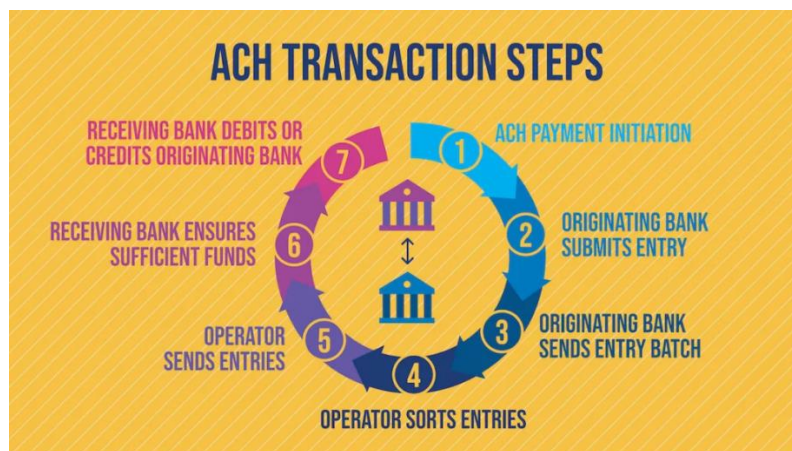 ACH TRANSACTION STEPS
1
ACH PAYMENT INITIATION
2
ORIGINATING BANK
SUBMITS ENTRY
3
ORIGINATING BANK
SENDS ENTRY BATCH
4
OPERATOR SORTS ENTRIES
5
OPERATOR
SENDS ENTRIES
6
RECEIVING BANK ENSURES
SUFFICIENT FUNDS
7
RECEIVING BANK DEBITS OR
CREDITS ORIGINATING BANK